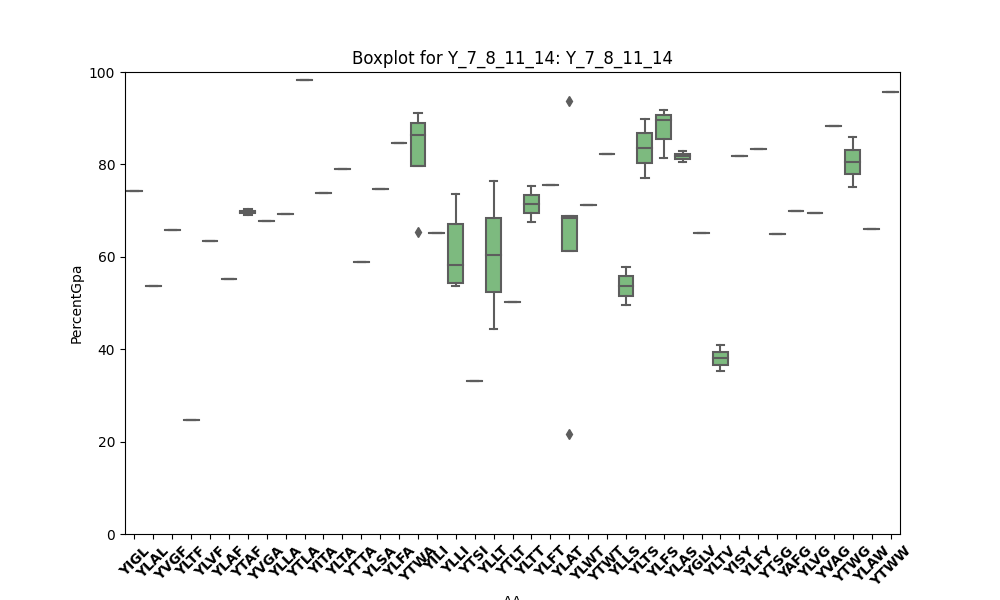 Boxplot for Y_7_8_11_14: Y_7_8_11_14
PercentGpa
100
80
60
40
20
0
YIGL
YLAL
YVGF
YLTF
YLVF
YLAF
YTAF
YVGA
YLLA
YTLA
YITA
YLTA
YTTA
YLSA
YLFA
YTWA
YILI
YLLI
YTSI
YLLT
YTLT
YLTT
YLFT
YLAT
YLWT
YTWT
YLLS
YLTS
YLFS
YLAS
YGLV
YLTV
YISY
YLFY
YTSG
YAFG
YLVG
YVAG
YTWG
YLAW
YTWW